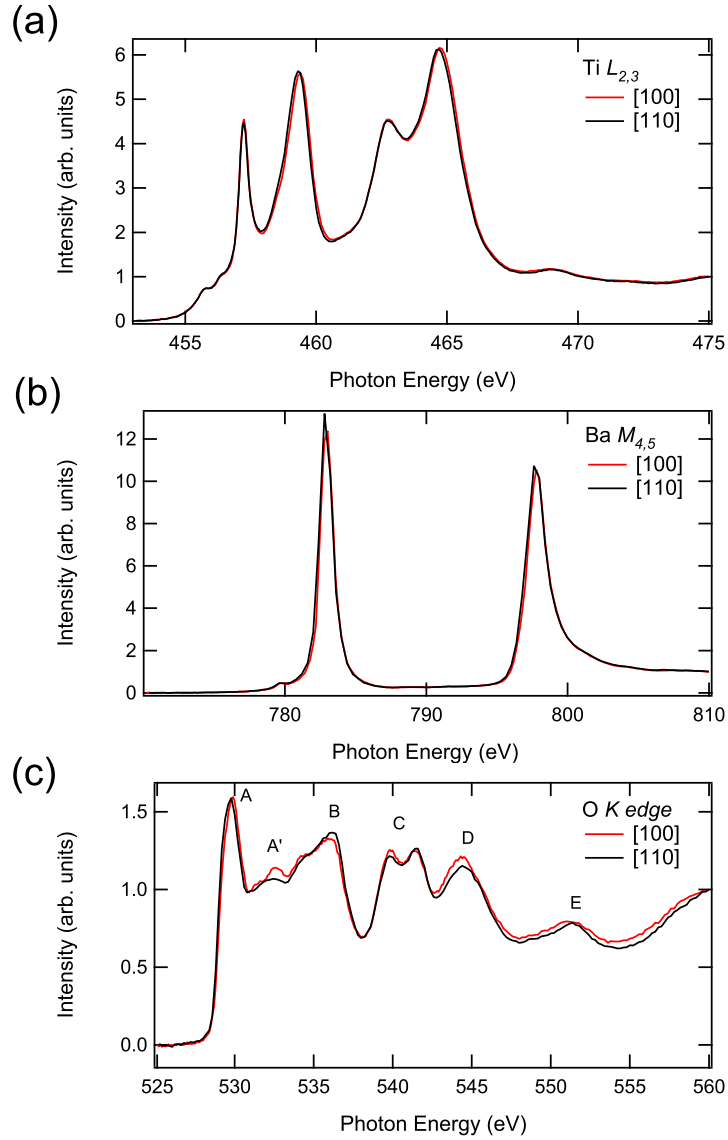 (a)
Intensity (arb. units)
6
5
4
3
2
1
0
Ti L2,3
[100]
[110]
455
460
465
470
475
Photon Energy (eV)
(b)
Intensity (arb. units)
12
10
8
6
4
2
0
Ba M4,5
[100]
[110]
780
790
800
810
Photon Energy (eV)
(c)
Intensity (arb. units)
1.5
1.0
0.5
0.0
A
A'
B
C
D
E
O K edge
[100]
[110]
525
530
535
540
545
550
555
560
Photon Energy (eV)